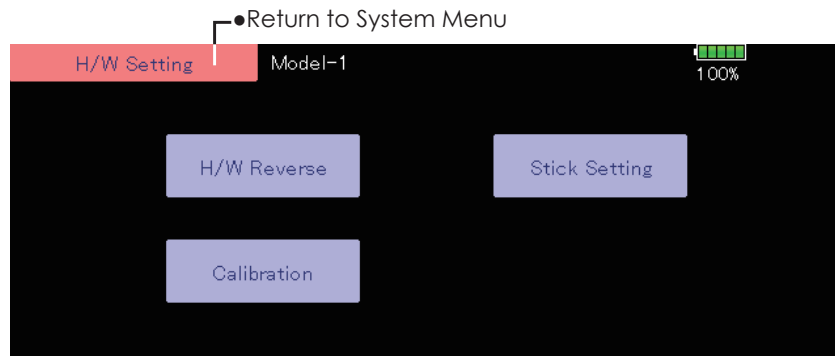 ●Return to System Menu
H/W Setting Model-1
100%
H/W Reverse Stick Setting
Calibration